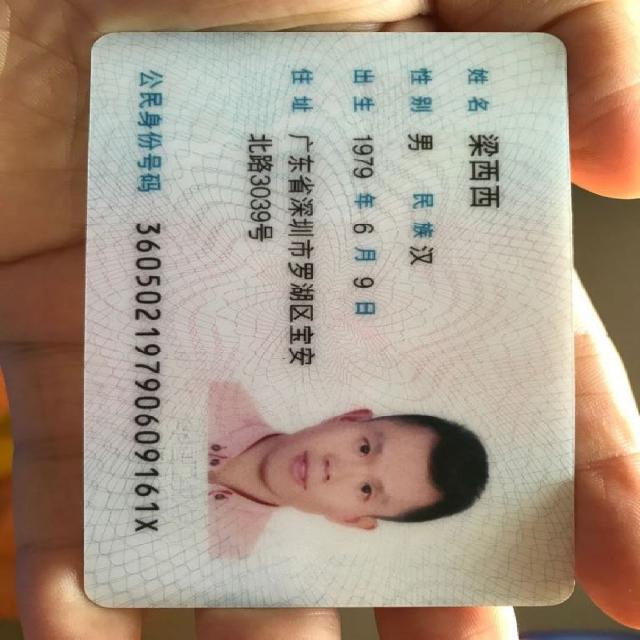 姓名 梁西西
性别 男 民族 汉
出生 1979 年 6 月 9 日
住址 广东省深圳市罗湖区宝安
北路3039号
公民身份号码 36050219790609161X